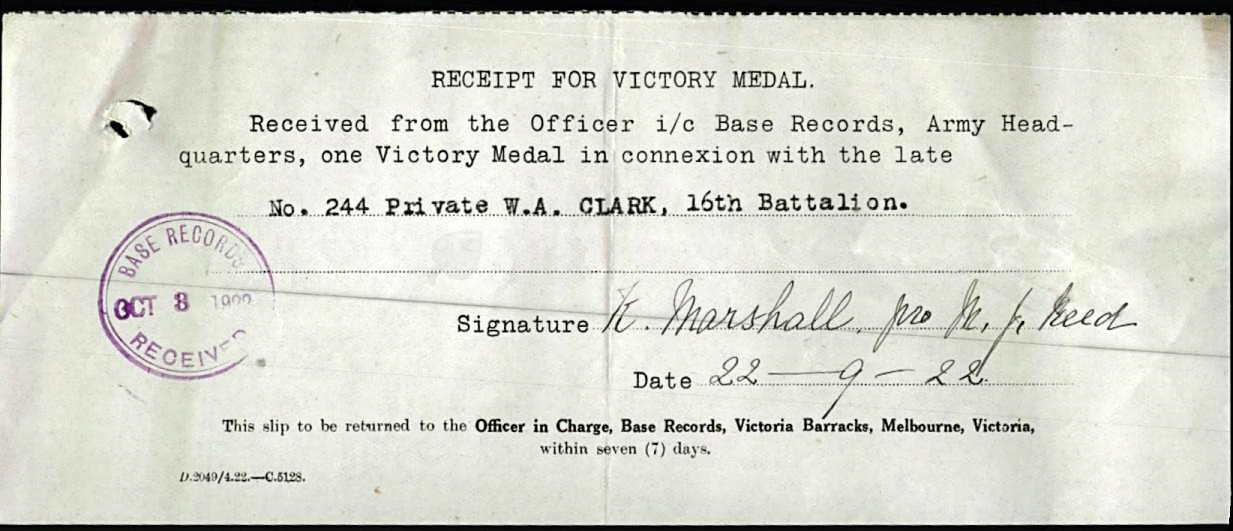 RECEIPT FOR VICTORY MEDAL.
Received from the Officer i/c Base Records, Army Head-
quarters, one Victory Medal in connexion with the late
No. 244 Private W.A. CLARK, 16th Battalion.
BASE RECORDS
OCT 8
RECEIVED
Signature K. Marshall. pro M. J. Reed
Date 22-9-22.
This slip to be returned to the Officer in Charge, Base Records, Victoria Barracks, Melbourne, Victoria,
within seven (7) days.
D.2049/4.22.—C.5128.